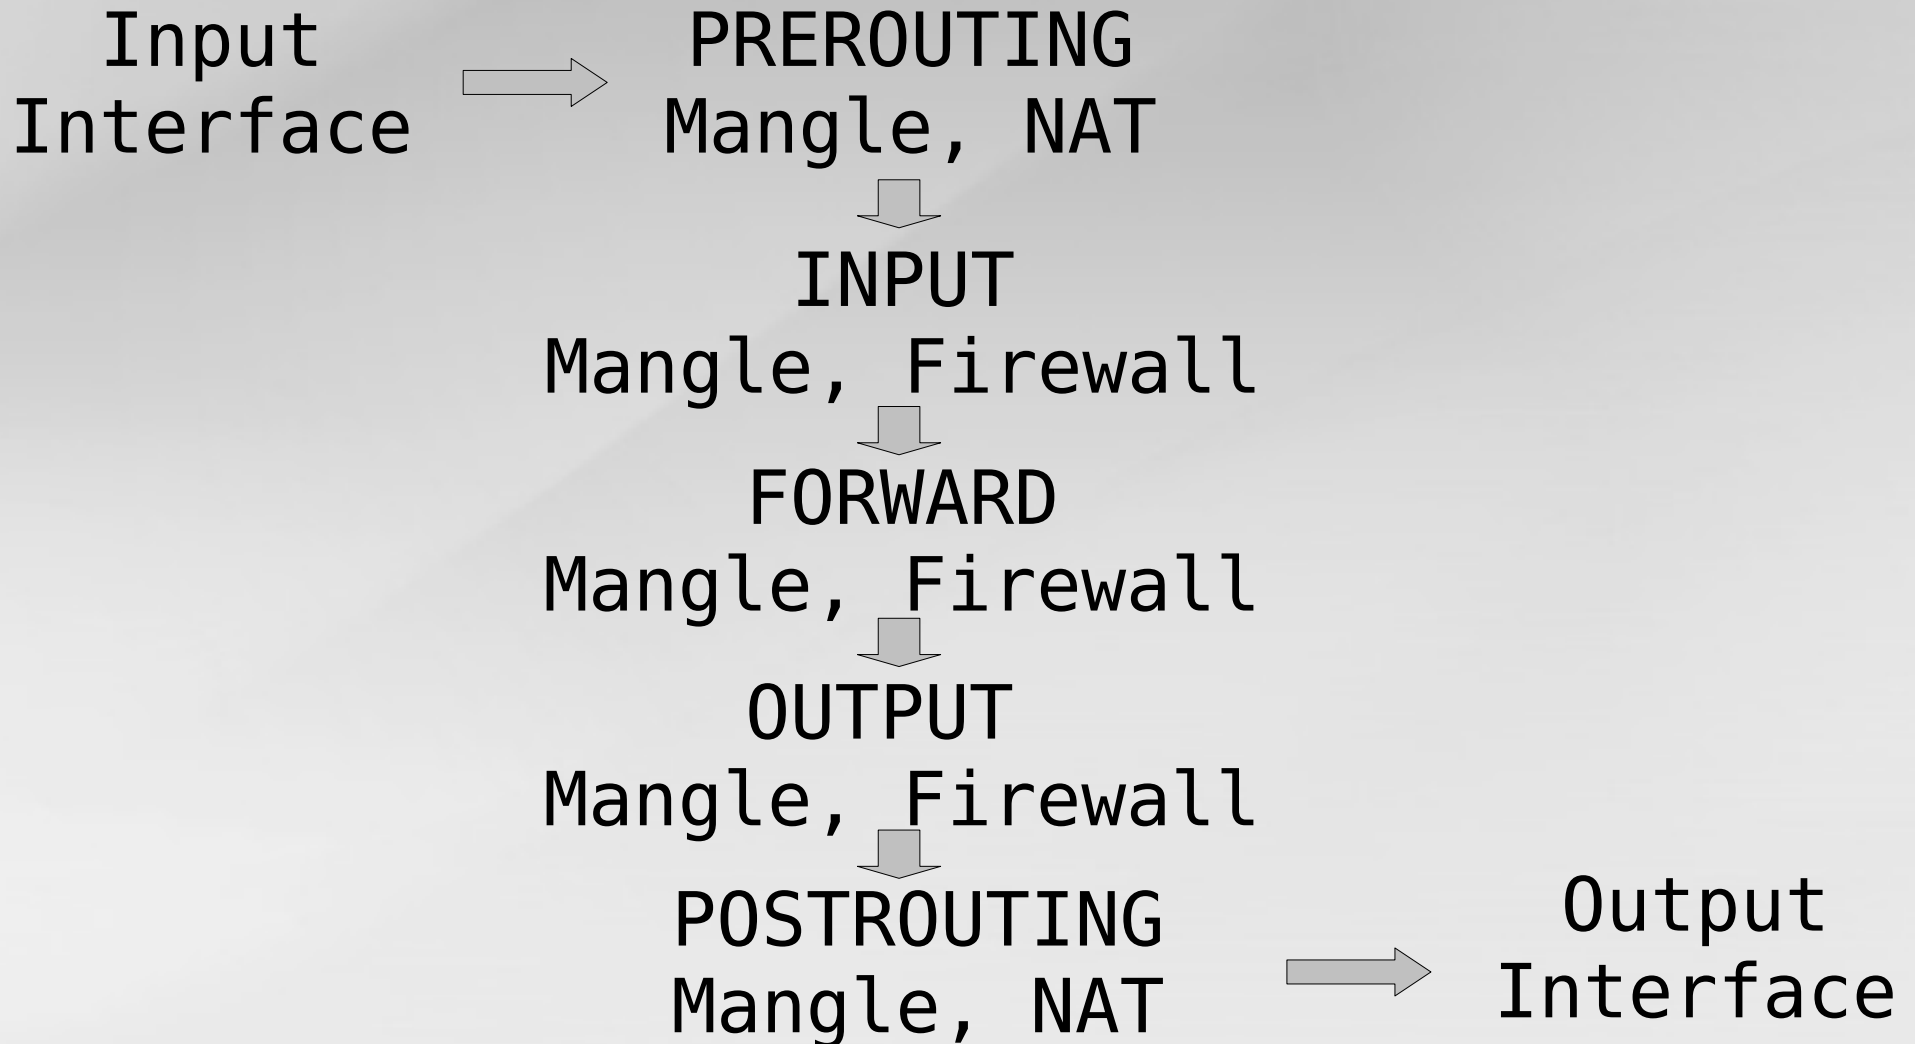 Input
Interface
PREROUTING
Mangle, NAT
INPUT
Mangle, Firewall
FORWARD
Mangle, Firewall
OUTPUT
Mangle, Firewall
POSTROUTING
Mangle, NAT
Output
Interface